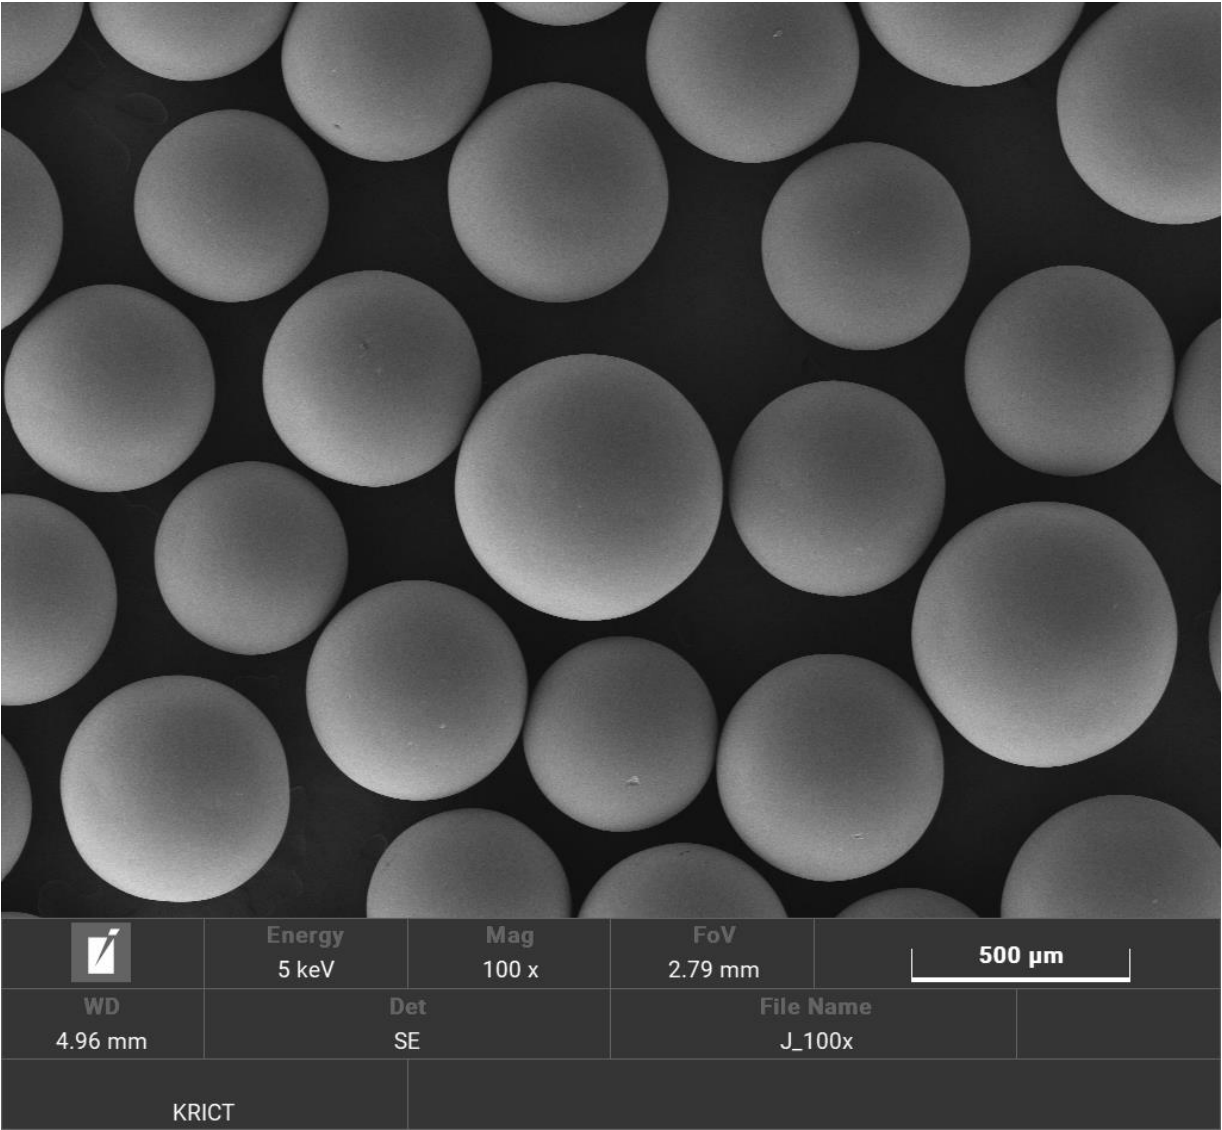 Energy Mag FoV
5 keV 100 x 2.79 mm 500 µm
WD Det File Name
4.96 mm SE J_100x
KRICT